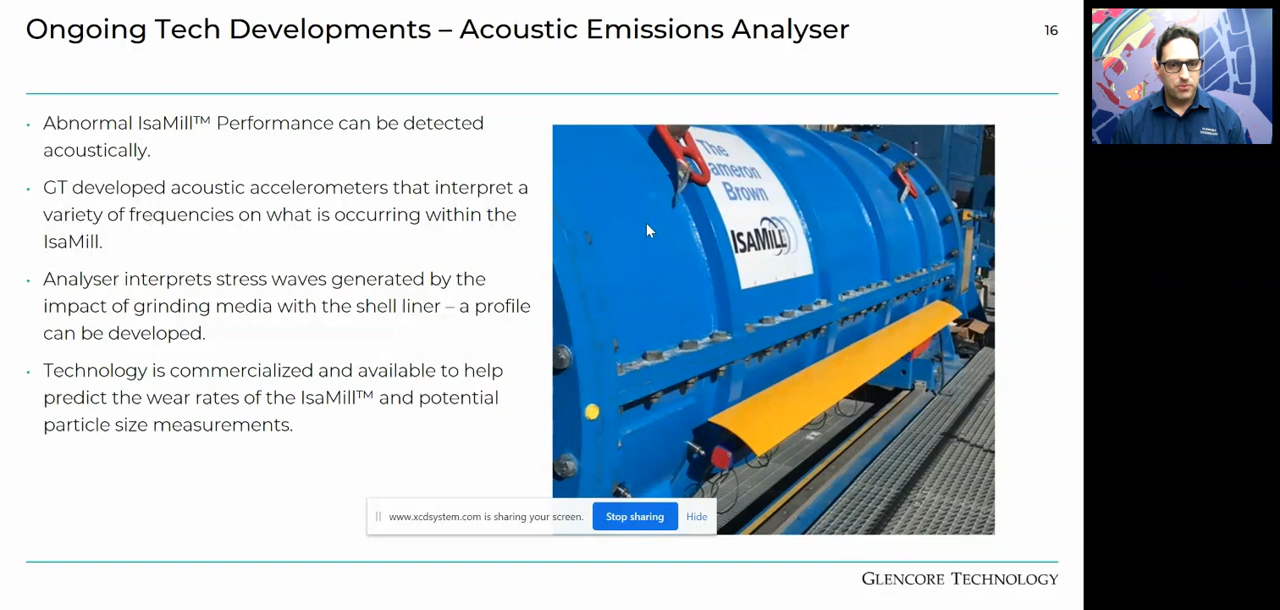 Ongoing Tech Developments – Acoustic Emissions Analyser
16
· Abnormal IsaMill™ Performance can be detected
acoustically.
· GT developed acoustic accelerometers that interpret a
variety of frequencies on what is occurring within the
IsaMill.
· Analyser interprets stress waves generated by the
impact of grinding media with the shell liner – a profile
can be developed.
· Technology is commercialized and available to help
predict the wear rates of the IsaMill™ and potential
particle size measurements.
The
ameron
Brown
ISAMILL
www.xcdsystem.com is sharing your screen.
Stop sharing
Hide
GLENCORE TECHNOLOGY